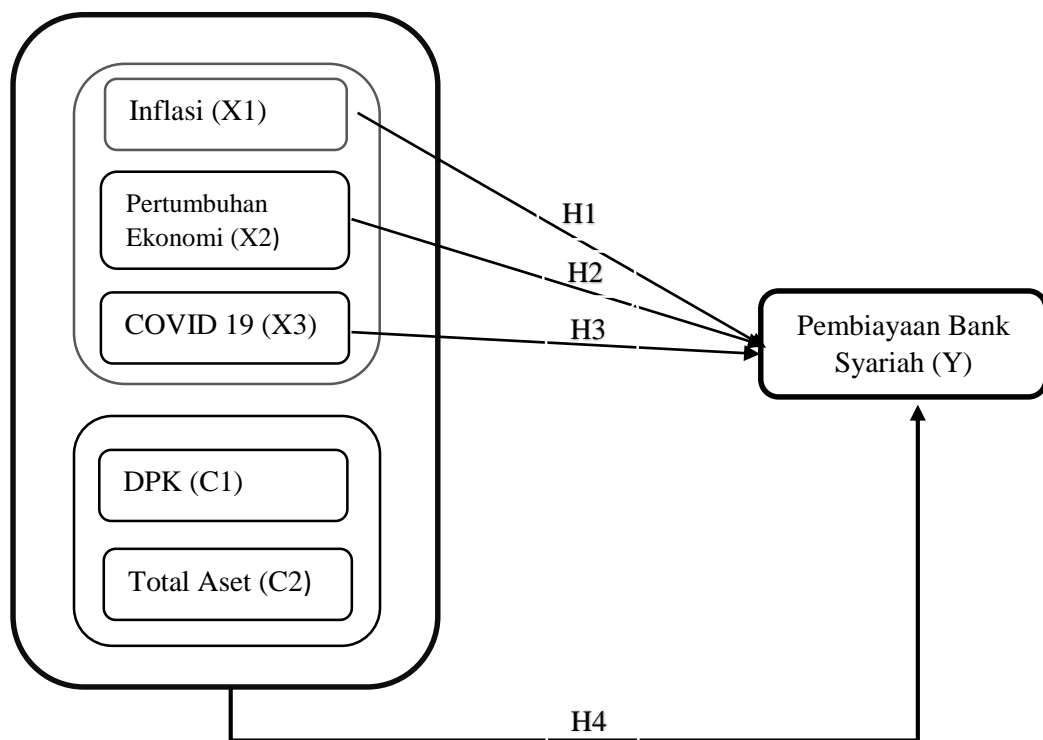 Inflasi (X1)
Pertumbuhan
Ekonomi (X2)
COVID 19 (X3)
DPK (C1)
Total Aset (C2)
H1
H2
H3
Pembiayaan Bank
Syariah (Y)
H4